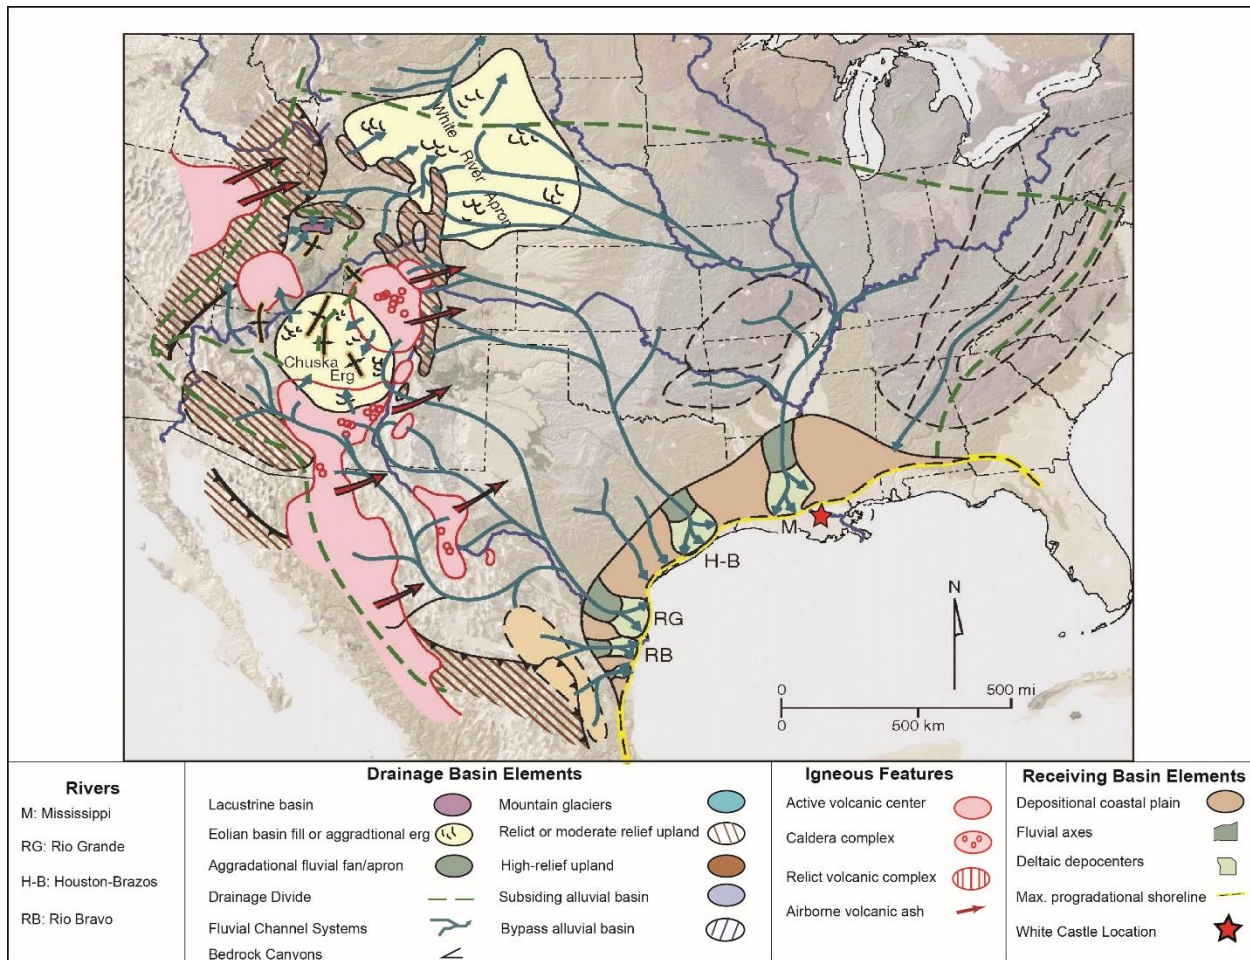 White
River
Apron
Chuska
Erg
M
H-B
RG
RB
N
0
500 mi
0
500 km
Rivers
M: Mississippi
RG: Rio Grande
H-B: Houston-Brazos
RB: Rio Bravo
Drainage Basin Elements
Lacustrine basin
Eolian basin fill or aggradtional erg
Aggradational fluvial fan/apron
Drainage Divide
Fluvial Channel Systems
Bedrock Canyons
Mountain glaciers
Relict or moderate relief upland
High-relief upland
Subsiding alluvial basin
Bypass alluvial basin
Igneous Features
Active volcanic center
Caldera complex
Relict volcanic complex
Airborne volcanic ash
Receiving Basin Elements
Depositional coastal plain
Fluvial axes
Deltaic depocenters
Max. progradational shoreline
White Castle Location